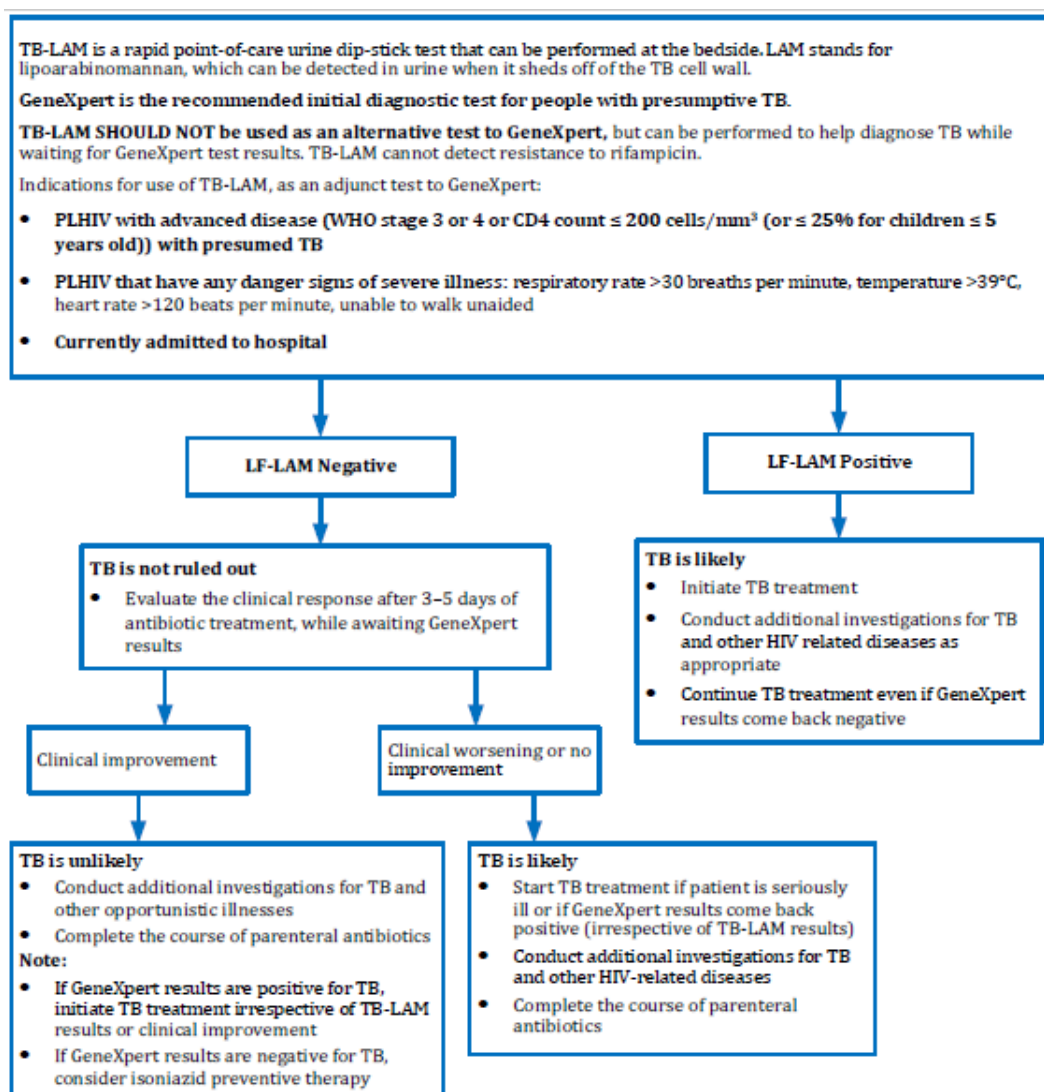 TB-LAM is a rapid point-of-care urine dip-stick test that can be performed at the bedside. LAM stands for
lipoarabinomannan, which can be detected in urine when it sheds off of the TB cell wall.
GeneXpert is the recommended initial diagnostic test for people with presumptive TB.
TB-LAM SHOULD NOT be used as an alternative test to GeneXpert, but can be performed to help diagnose TB while
waiting for GeneXpert test results. TB-LAM cannot detect resistance to rifampicin.
Indications for use of TB-LAM, as an adjunct test to GeneXpert:
• PLHIV with advanced disease (WHO stage 3 or 4 or CD4 count ≤ 200 cells/mm³ (or ≤ 25% for children ≤ 5
years old)) with presumed TB
• PLHIV that have any danger signs of severe illness: respiratory rate >30 breaths per minute, temperature >39°C,
heart rate >120 beats per minute, unable to walk unaided
• Currently admitted to hospital
LF-LAM Negative
LF-LAM Positive
TB is not ruled out
• Evaluate the clinical response after 3–5 days of
antibiotic treatment, while awaiting GeneXpert
results
TB is likely
• Initiate TB treatment
• Conduct additional investigations for TB
and other HIV related diseases as
appropriate
• Continue TB treatment even if GeneXpert
results come back negative
Clinical improvement
Clinical worsening or no
improvement
TB is unlikely
• Conduct additional investigations for TB and
other opportunistic illnesses
• Complete the course of parenteral antibiotics
Note:
• If GeneXpert results are positive for TB,
initiate TB treatment irrespective of TB-LAM
results or clinical improvement
• If GeneXpert results are negative for TB,
consider isoniazid preventive therapy
TB is likely
• Start TB treatment if patient is seriously
ill or if GeneXpert results come back
positive (irrespective of TB-LAM results)
• Conduct additional investigations for TB
and other HIV-related diseases
• Complete the course of parenteral
antibiotics